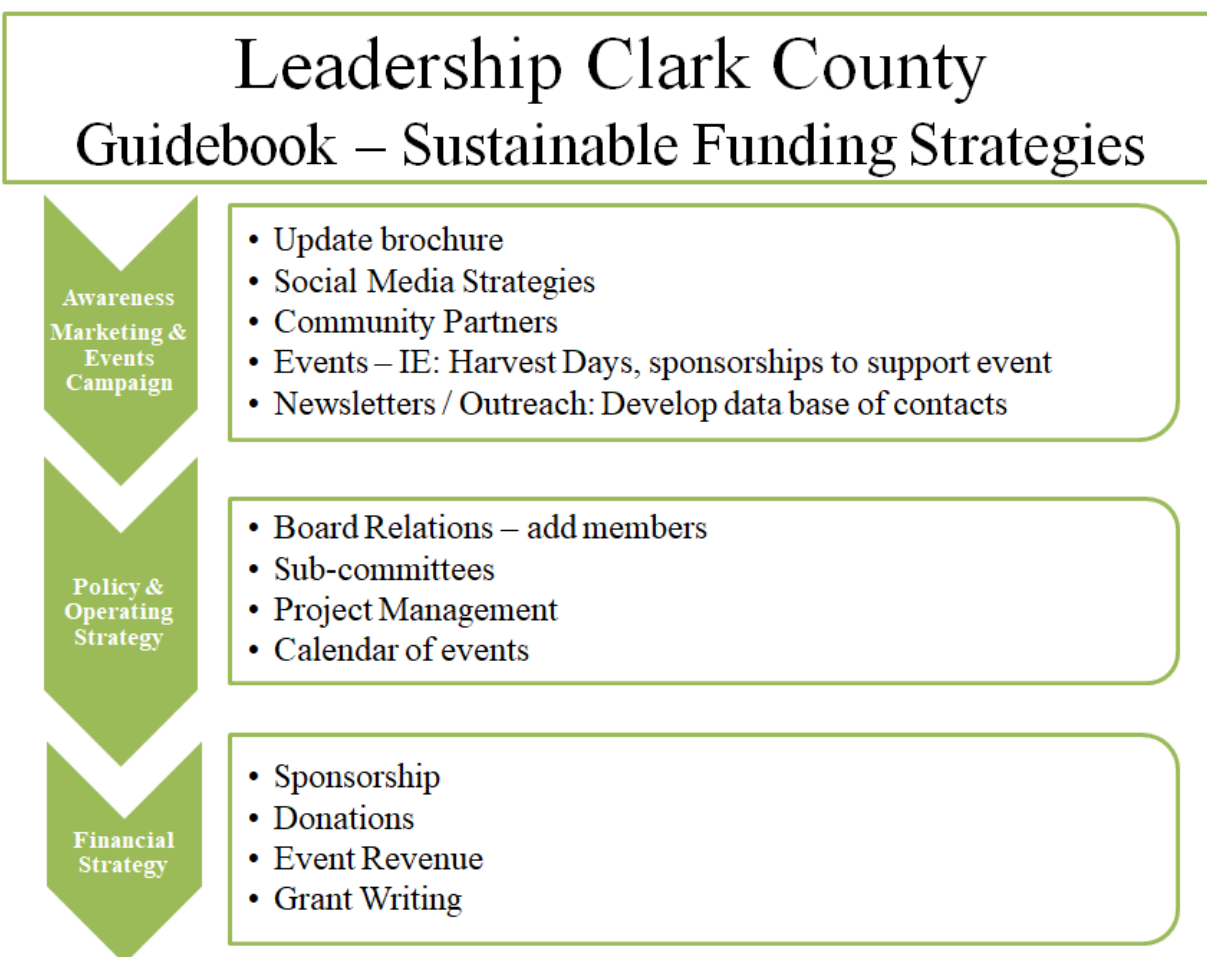 Leadership Clark County
Guidebook – Sustainable Funding Strategies
Awareness
Marketing &
Events
Campaign
• Update brochure
• Social Media Strategies
• Community Partners
• Events – IE: Harvest Days, sponsorships to support event
• Newsletters / Outreach: Develop data base of contacts
Policy &
Operating
Strategy
• Board Relations – add members
• Sub-committees
• Project Management
• Calendar of events
Financial
Strategy
• Sponsorship
• Donations
• Event Revenue
• Grant Writing